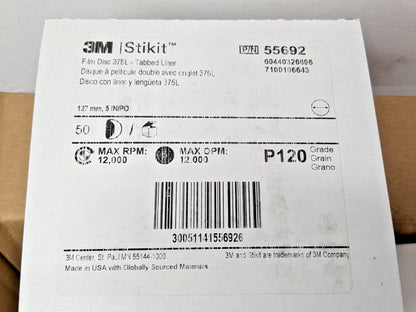 3M | Stikit™
P/N 55692
Film Disc 375L - Tabbed Liner
60440326696
Disque à pellicule doublé avec onglet 375L
7100106643
Disco con liner y lengüeta 375L
127 mm, 5 IN/PO
50 /
MAX RPM: 12,000
MAX OPM: 12,000
P120 Grade
Grain
Grano
30051141556926
3M Center, St. Paul MN 55144-1000
3M and Stikit are trademarks of 3M Company.
Made in USA with Globally Sourced Materials